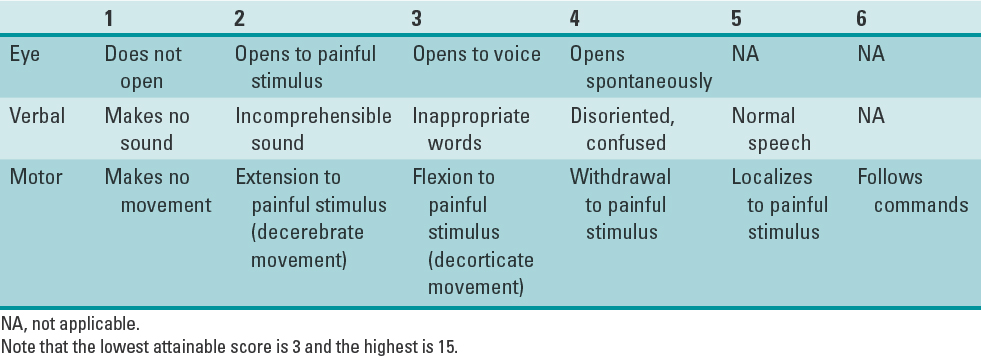 1 2 3 4 5 6
Eye Does not Opens to painful Opens to voice Opens NA NA
open stimulus spontaneously
Verbal Makes no Incomprehensible Inappropriate Disoriented, Normal NA
sound sound words confused speech
Motor Makes no Extension to Flexion to Withdrawal Localizes Follows
movement painful stimulus painful to painful to painful commands
(decerebrate stimulus stimulus stimulus
movement) (decorticate
movement)
NA, not applicable.
Note that the lowest attainable score is 3 and the highest is 15.